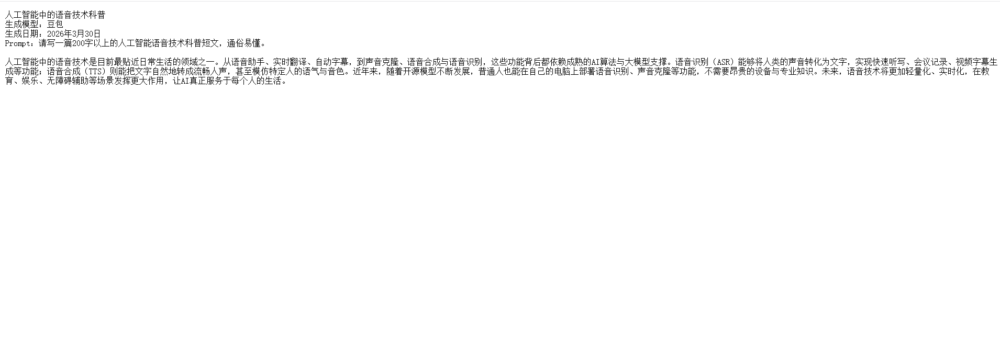 人工智能中的语音技术科普
生成模型：豆包
生成日期：2026年3月30日
Prompt：请写一篇200字以上的人工智能语音技术科普短文，通俗易懂。
人工智能中的语音技术是目前最贴近日常生活的领域之一。从语音助手、实时翻译、自动字幕，到声音克隆、语音合成与语音识别，这些功能背后都依赖成熟的AI算法与大模型支撑。语音识别（ASR）能够将人类的声音转化为文字，实现快速听写、会议记录、视频字幕生
成等功能；语音合成（TTS）则能把文字自然地转成流畅人声，甚至模仿特定人的语气与音色。近年来，随着开源模型不断发展，普通人也能在自己的电脑上部署语音识别、声音克隆等功能，不需要昂贵的设备与专业知识。未来，语音技术将更加轻量化、实时化，在教
育、娱乐、无障碍辅助等场景发挥更大作用，让AI真正服务于每个人的生活。